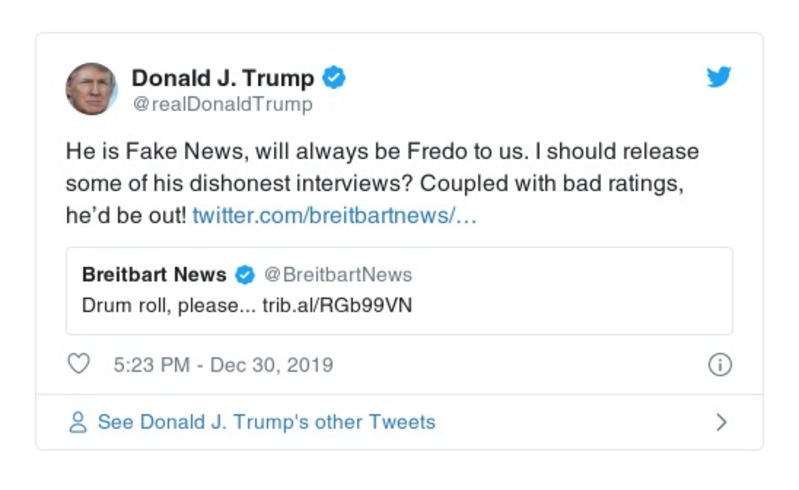 Donald J. Trump
@realDonaldTrump
He is Fake News, will always be Fredo to us. I should release
some of his dishonest interviews? Coupled with bad ratings,
he’d be out! twitter.com/breitbartnews/…
Breitbart News @BreitbartNews
Drum roll, please... trib.al/RGb99VN
5:23 PM - Dec 30, 2019
See Donald J. Trump's other Tweets